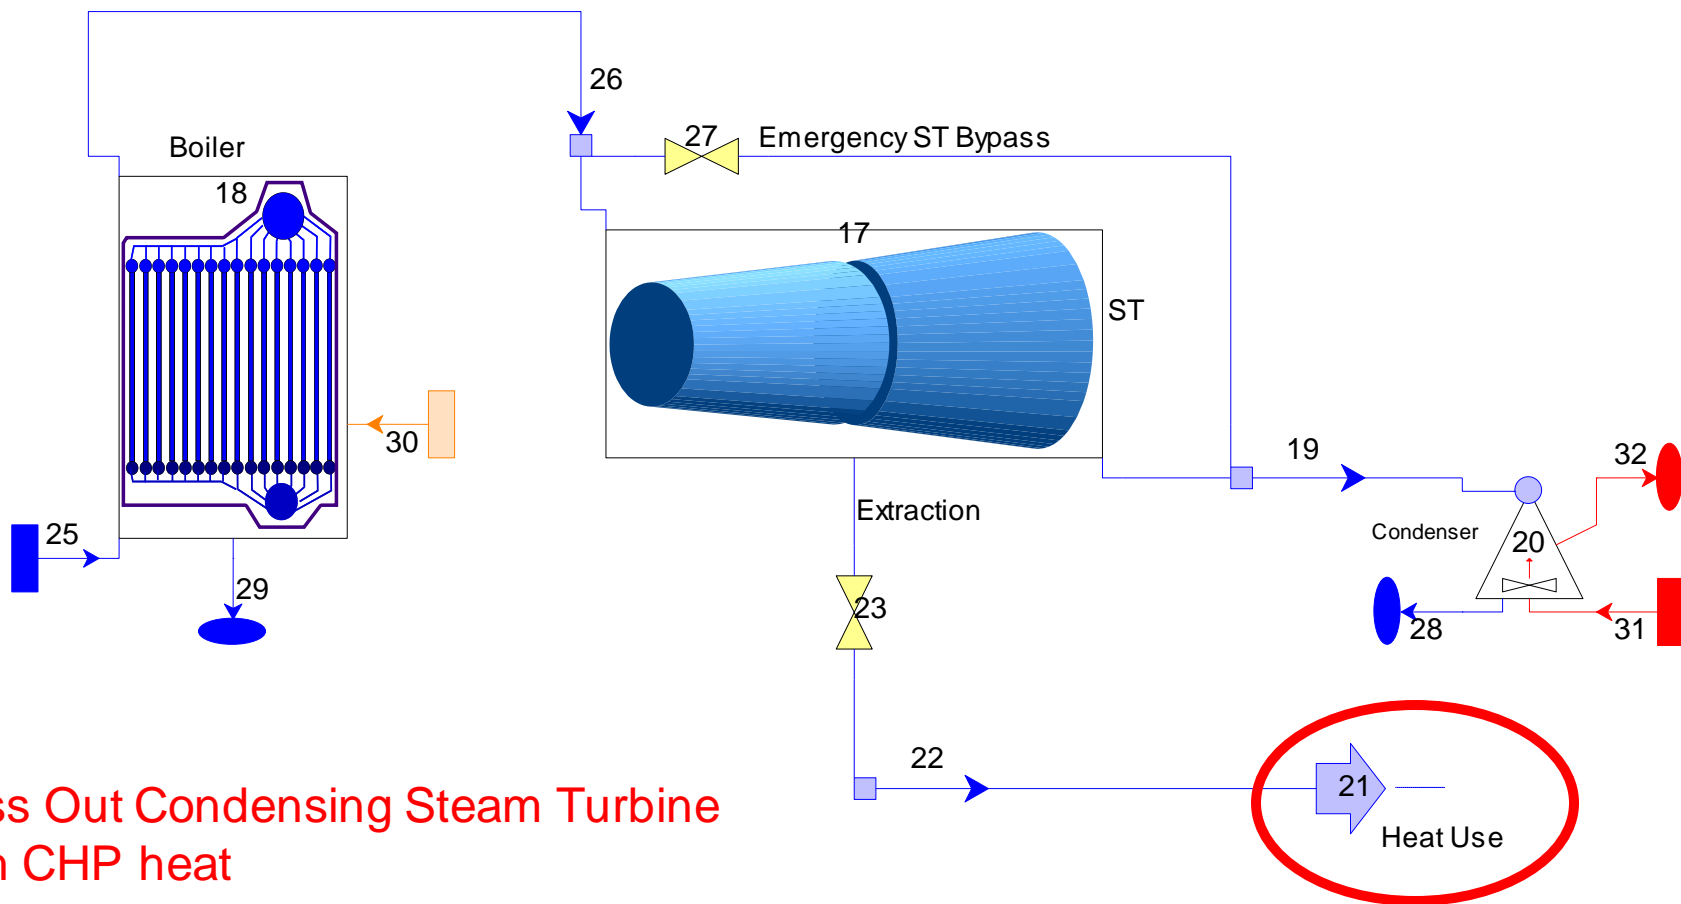 26
27
Emergency ST Bypass
Boiler
18
17
ST
30
19
32
Extraction
Condenser
20
25
29
23
28
31
22
21
Heat Use
Out Condensing Steam Turbine
CHP heat